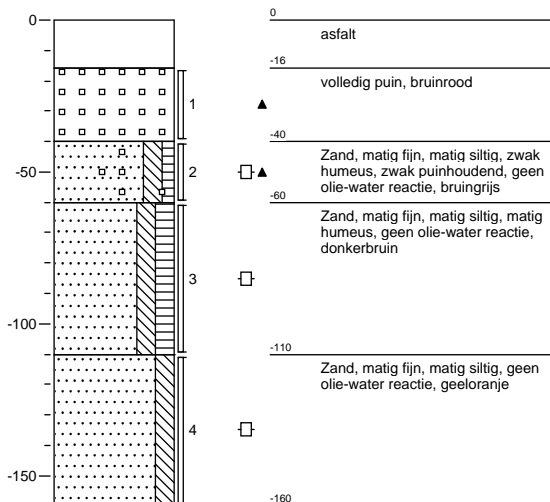 0
0
asfalt
-16
volledig puin, bruinrood
1
-40
Zand, matig fijn, matig siltig, zwak
humeus, zwak puinhoudend, geen
olie-water reactie, bruingrijs
2
-50
-60
Zand, matig fijn, matig siltig, matig
humeus, geen olie-water reactie,
donkerbruin
3
-100
-110
Zand, matig fijn, matig siltig, geen
olie-water reactie, geeloranje
4
-150
-160